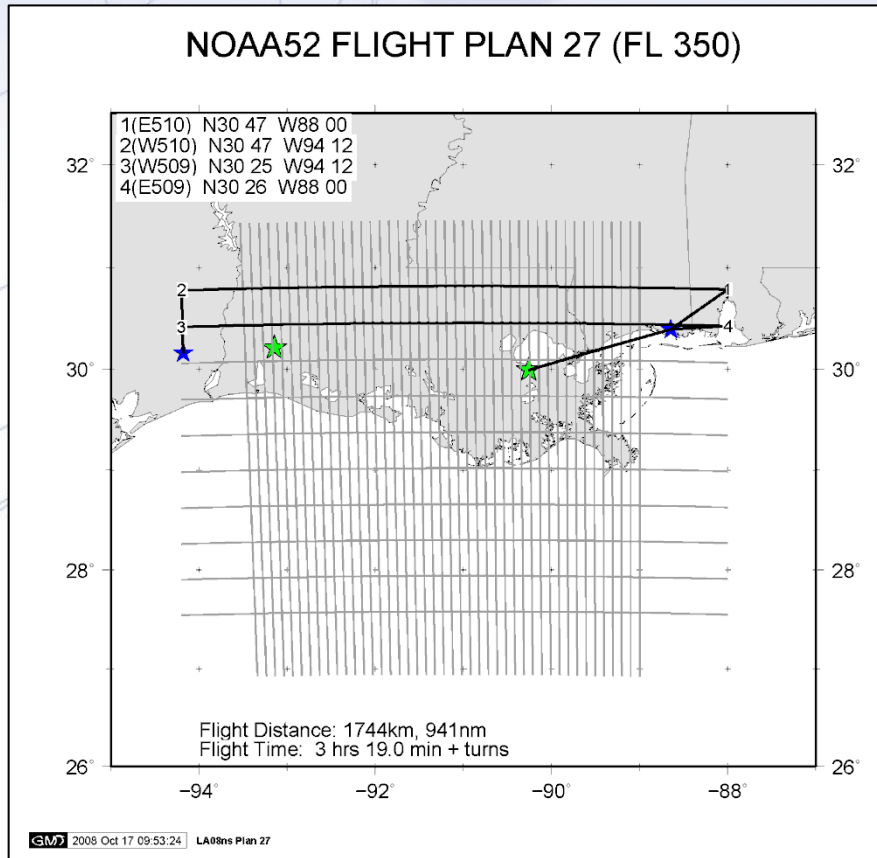 NOAA52 FLIGHT PLAN 27 (FL 350)
1(E510) N30 47 W88 00
2(W510) N30 47 W94 12
3(W509) N30 25 W94 12
4(E509) N30 26 W88 00
32° 32°
2 1
3 4
30° 30°
28° 28°
Flight Distance: 1744km, 941nm
Flight Time: 3 hrs 19.0 min + turns
26° 26°
−94 −92 −90 −88
GMD 2008 Oct 17 09:53:24 LA08ns Plan 27